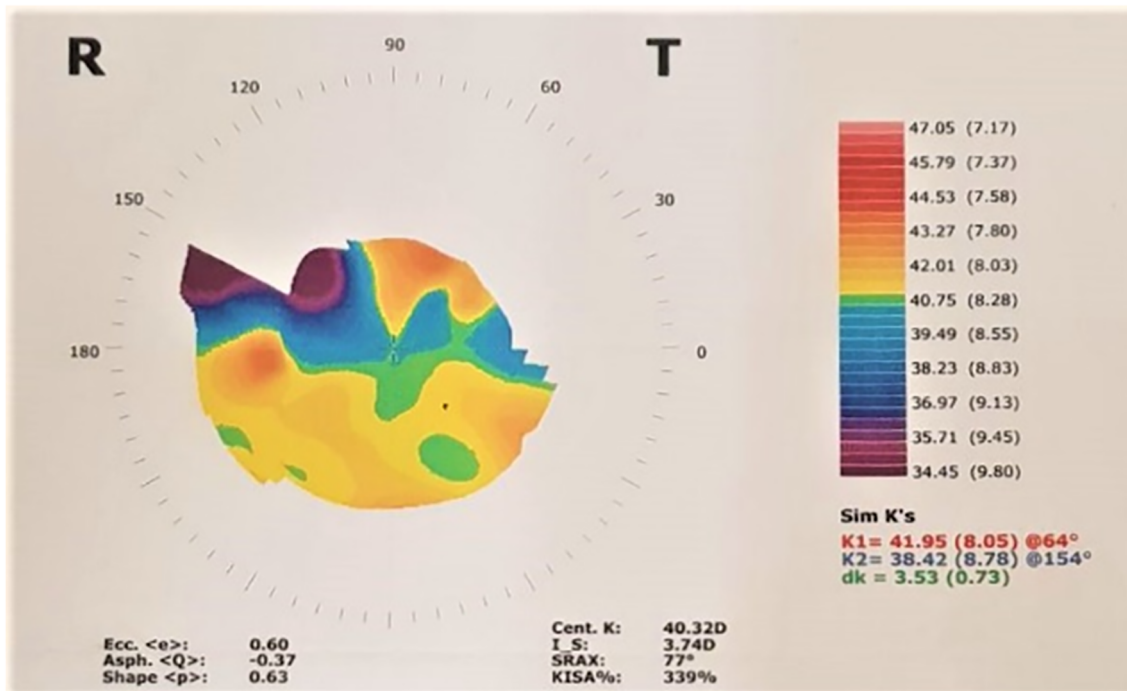 R
T
90
120
60
150
30
180
0
47.05 (7.17)
45.79 (7.37)
44.53 (7.58)
43.27 (7.80)
42.01 (8.03)
40.75 (8.28)
39.49 (8.55)
38.23 (8.83)
36.97 (9.13)
35.71 (9.45)
34.45 (9.80)
Sim K's
K1= 41.95 (8.05) @64°
K2= 38.42 (8.78) @154°
dk = 3.53 (0.73)
Ecc. <e>: 0.60
Asph. <Q>: -0.37
Shape <p>: 0.63
Cent. K: 40.32D
I_S: 3.74D
SRAX: 77°
KISA%: 339%